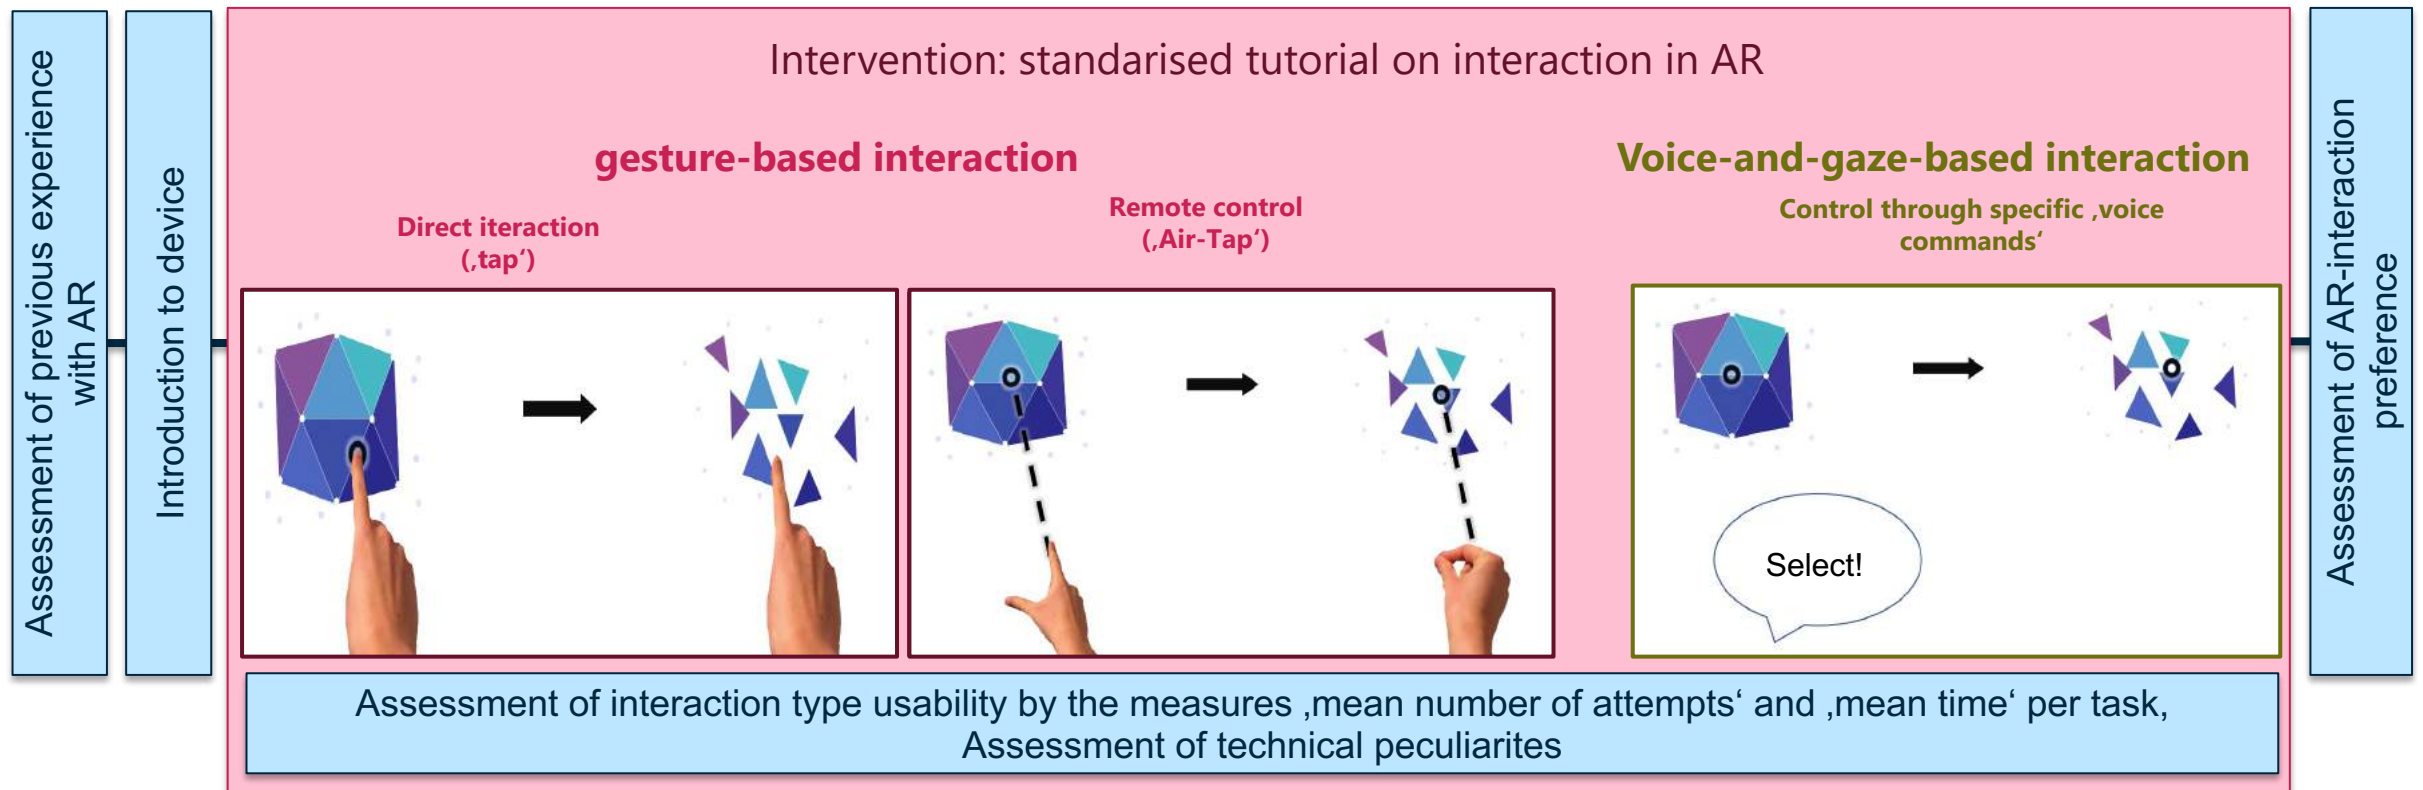 Assessment of previous experience
with AR
Introduction to device
Intervention: standarised tutorial on interaction in AR
gesture-based interaction
Direct iteraction
(‚tap‘)
Remote control
(‚Air-Tap‘)
Voice-and-gaze-based interaction
Control through specific ‚voice
commands‘
Select!
Assessment of interaction type usability by the measures ‚mean number of attempts‘ and ‚mean time‘ per task,
Assessment of technical peculiarites
Assessment of AR-interaction
preference